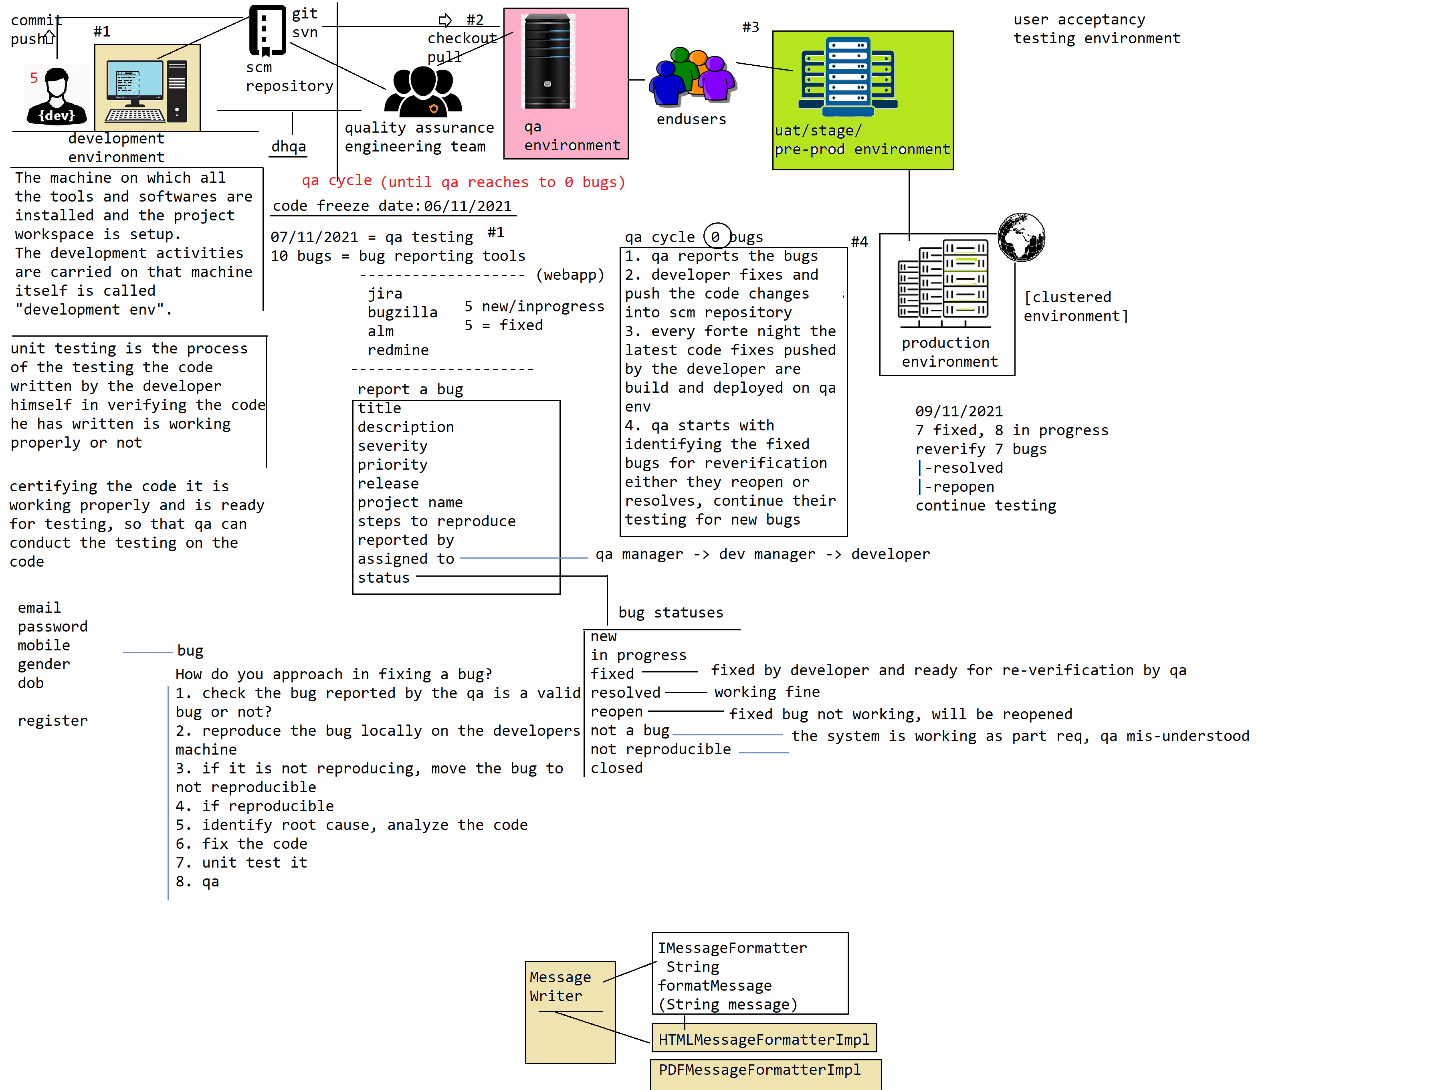 commit
push
#1
git
svn
scm
repository
5
{dev}
development
environment
dhqa
#2
checkout
pull
quality assurance
engineering team
qa
environment
endusers
#3
uat/stage/
pre-prod environment
user acceptancy
testing environment
The machine on which all
the tools and softwares are
installed and the project
workspace is setup.
The development activities
are carried on that machine
itself is called
"development env".
unit testing is the process
of the testing the code
written by the developer
himself in verifying the code
he has written is working
properly or not
certifying the code it is
working properly and is ready
for testing, so that qa can
conduct the testing on the
code
qa cycle (until qa reaches to 0 bugs)
code freeze date:06/11/2021
07/11/2021 = qa testing #1
10 bugs = bug reporting tools
------------------- (webapp)
jira
bugzilla
alm
redmine
5 new/inprogress
5 = fixed
---------------------
report a bug
title
description
severity
priority
release
project name
steps to reproduce
reported by
assigned to
status
qa manager -> dev manager -> developer
qa cycle 0 bugs
1. qa reports the bugs
2. developer fixes and
push the code changes
into scm repository
3. every forte night the
latest code fixes pushed
by the developer are
build and deployed on qa
env
4. qa starts with
identifying the fixed
bugs for reverification
either they reopen or
resolves, continue their
testing for new bugs
#4
production
environment
[clustered
environment]
09/11/2021
7 fixed, 8 in progress
reverify 7 bugs
|-resolved
|-repopen
continue testing
email
password
mobile
gender
dob
register
bug
How do you approach in fixing a bug?
1. check the bug reported by the qa is a valid
bug or not?
2. reproduce the bug locally on the developers
machine
3. if it is not reproducing, move the bug to
not reproducible
4. if reproducible
5. identify root cause, analyze the code
6. fix the code
7. unit test it
8. qa
bug statuses
new
in progress
fixed
resolved
reopen
not a bug
not reproducible
closed
fixed by developer and ready for re-verification by qa
working fine
fixed bug not working, will be reopened
the system is working as part req, qa mis-understood
Message
Writer
IMessageFormatter
String
formatMessage
(String message)
HTMLMessageFormatterImpl
PDFMessageFormatterImpl